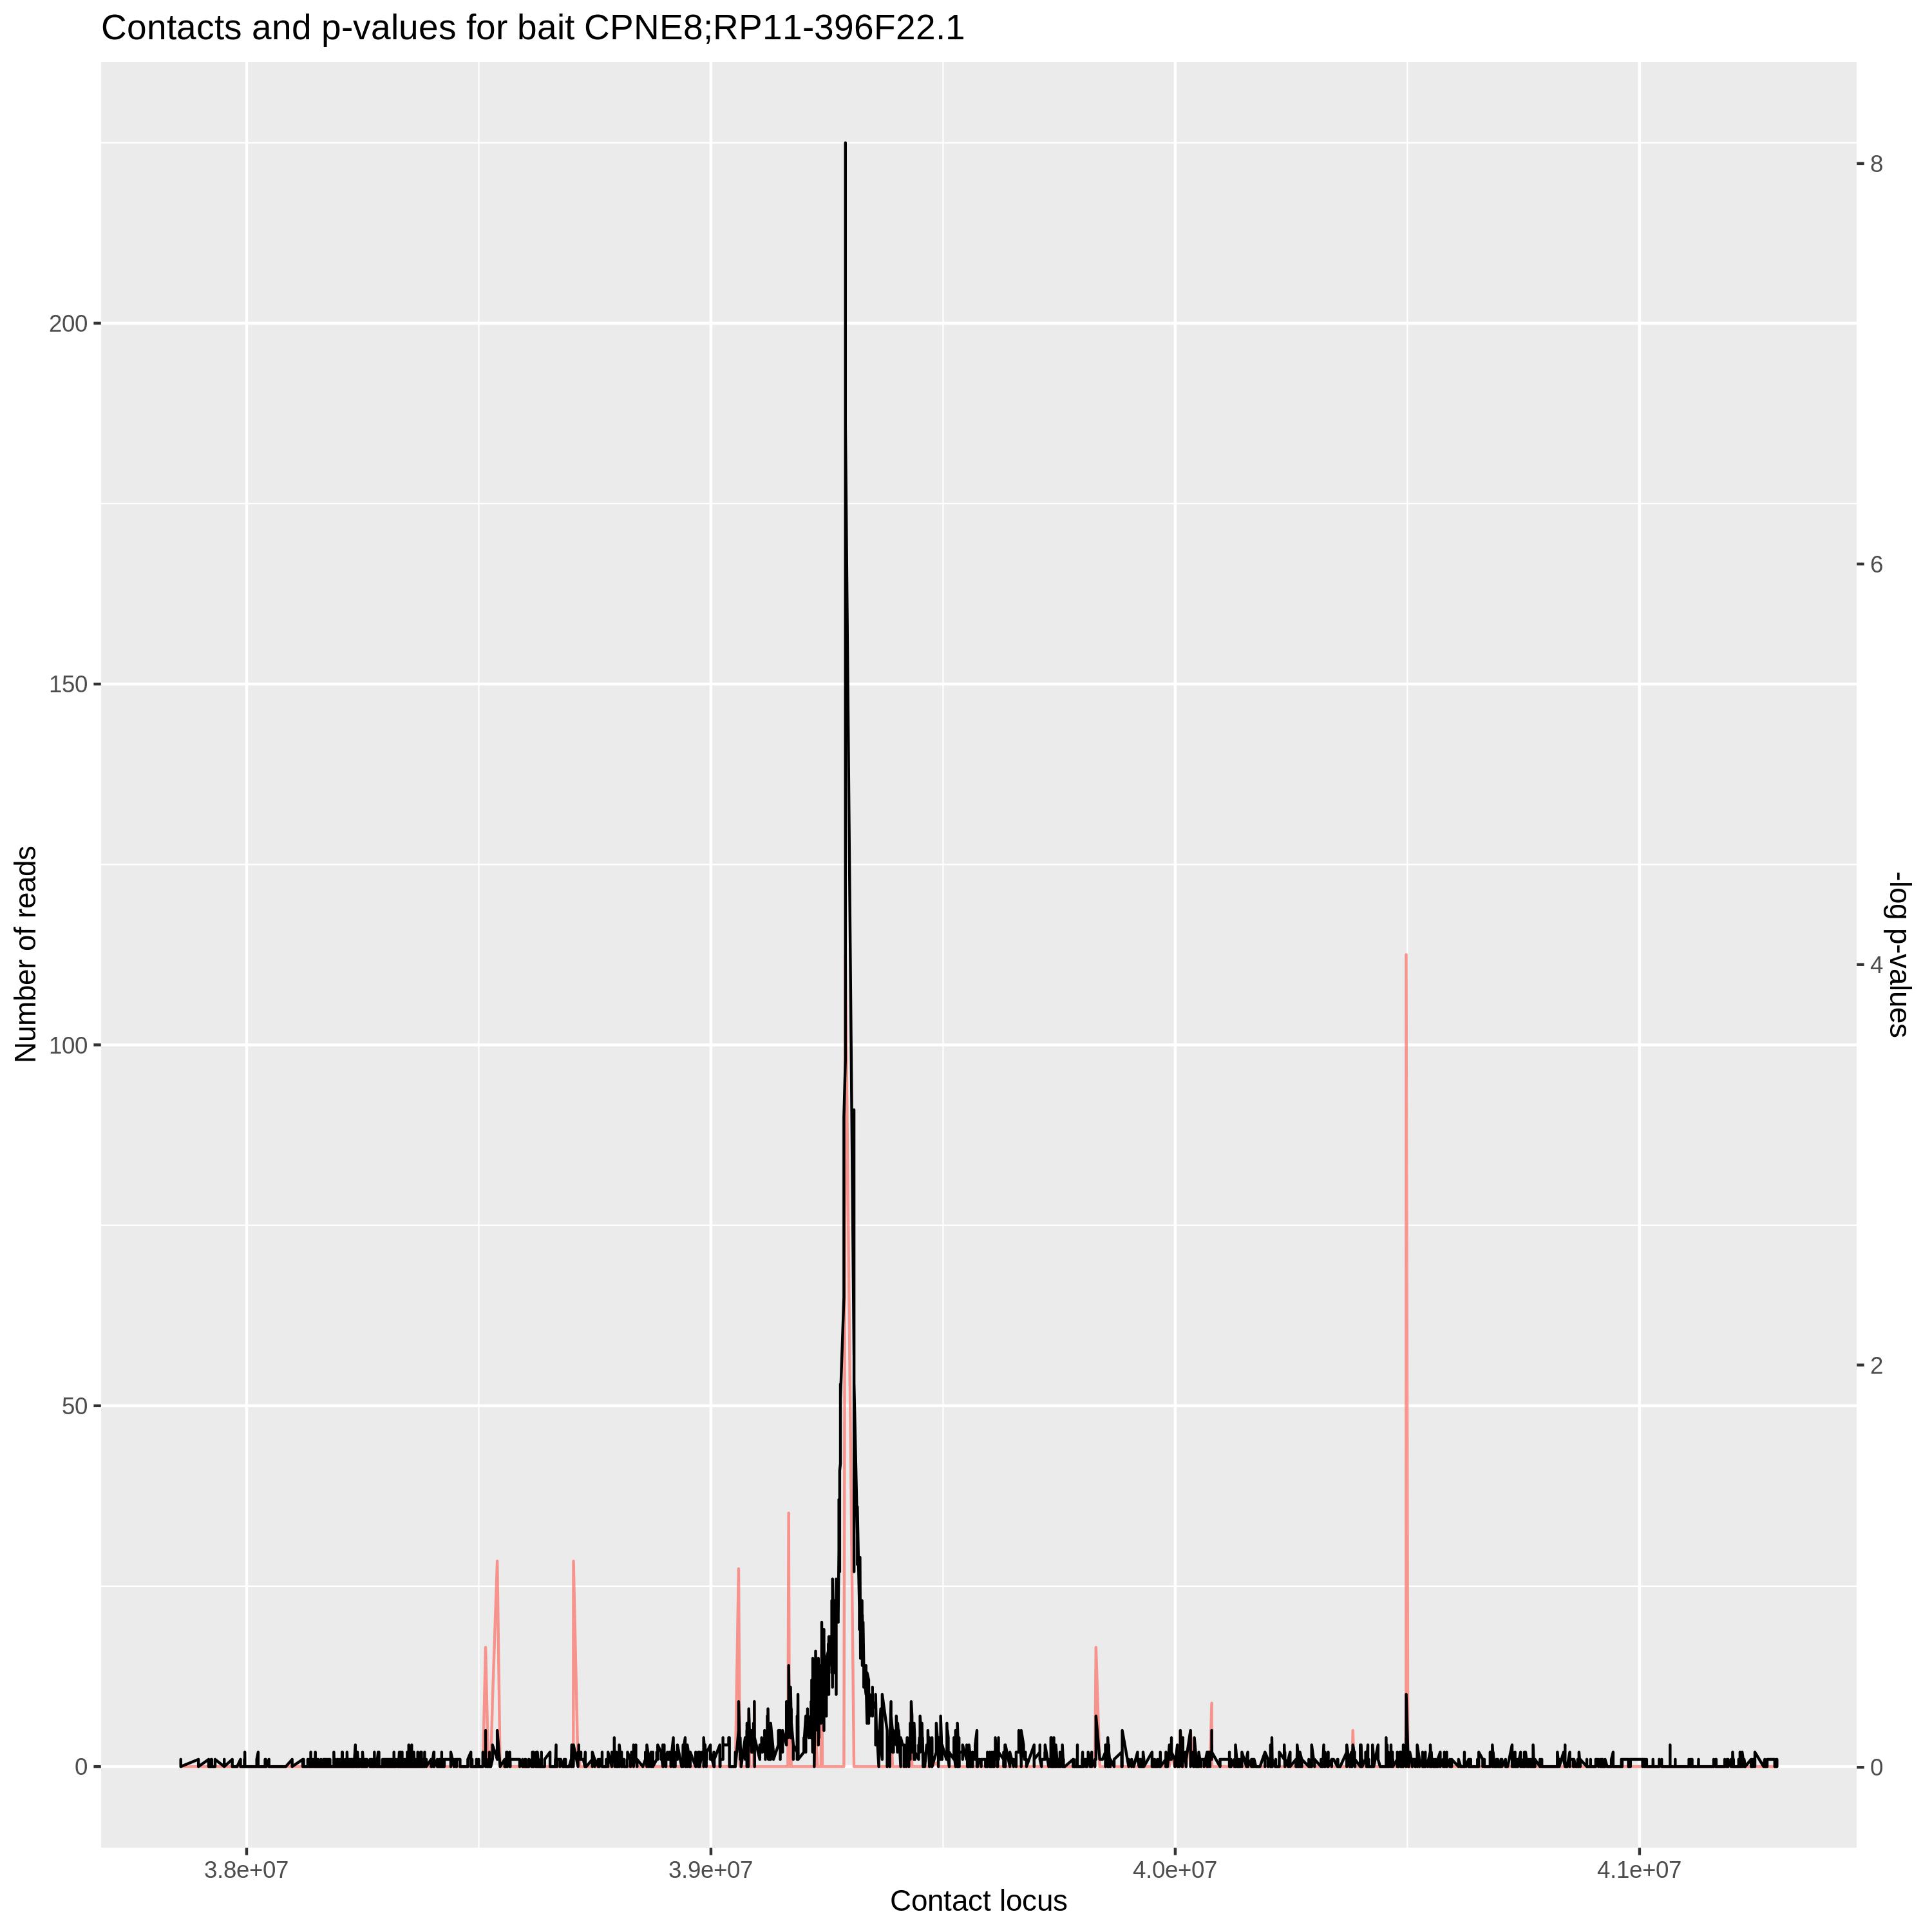 Contacts and p-values for bait CPNE8;RP11-396F22.1
200
150
100
50
0
Number of reads
8
6
4
2
0
-log p-values
3.8e+07
3.9e+07
4.0e+07
4.1e+07
Contact locus